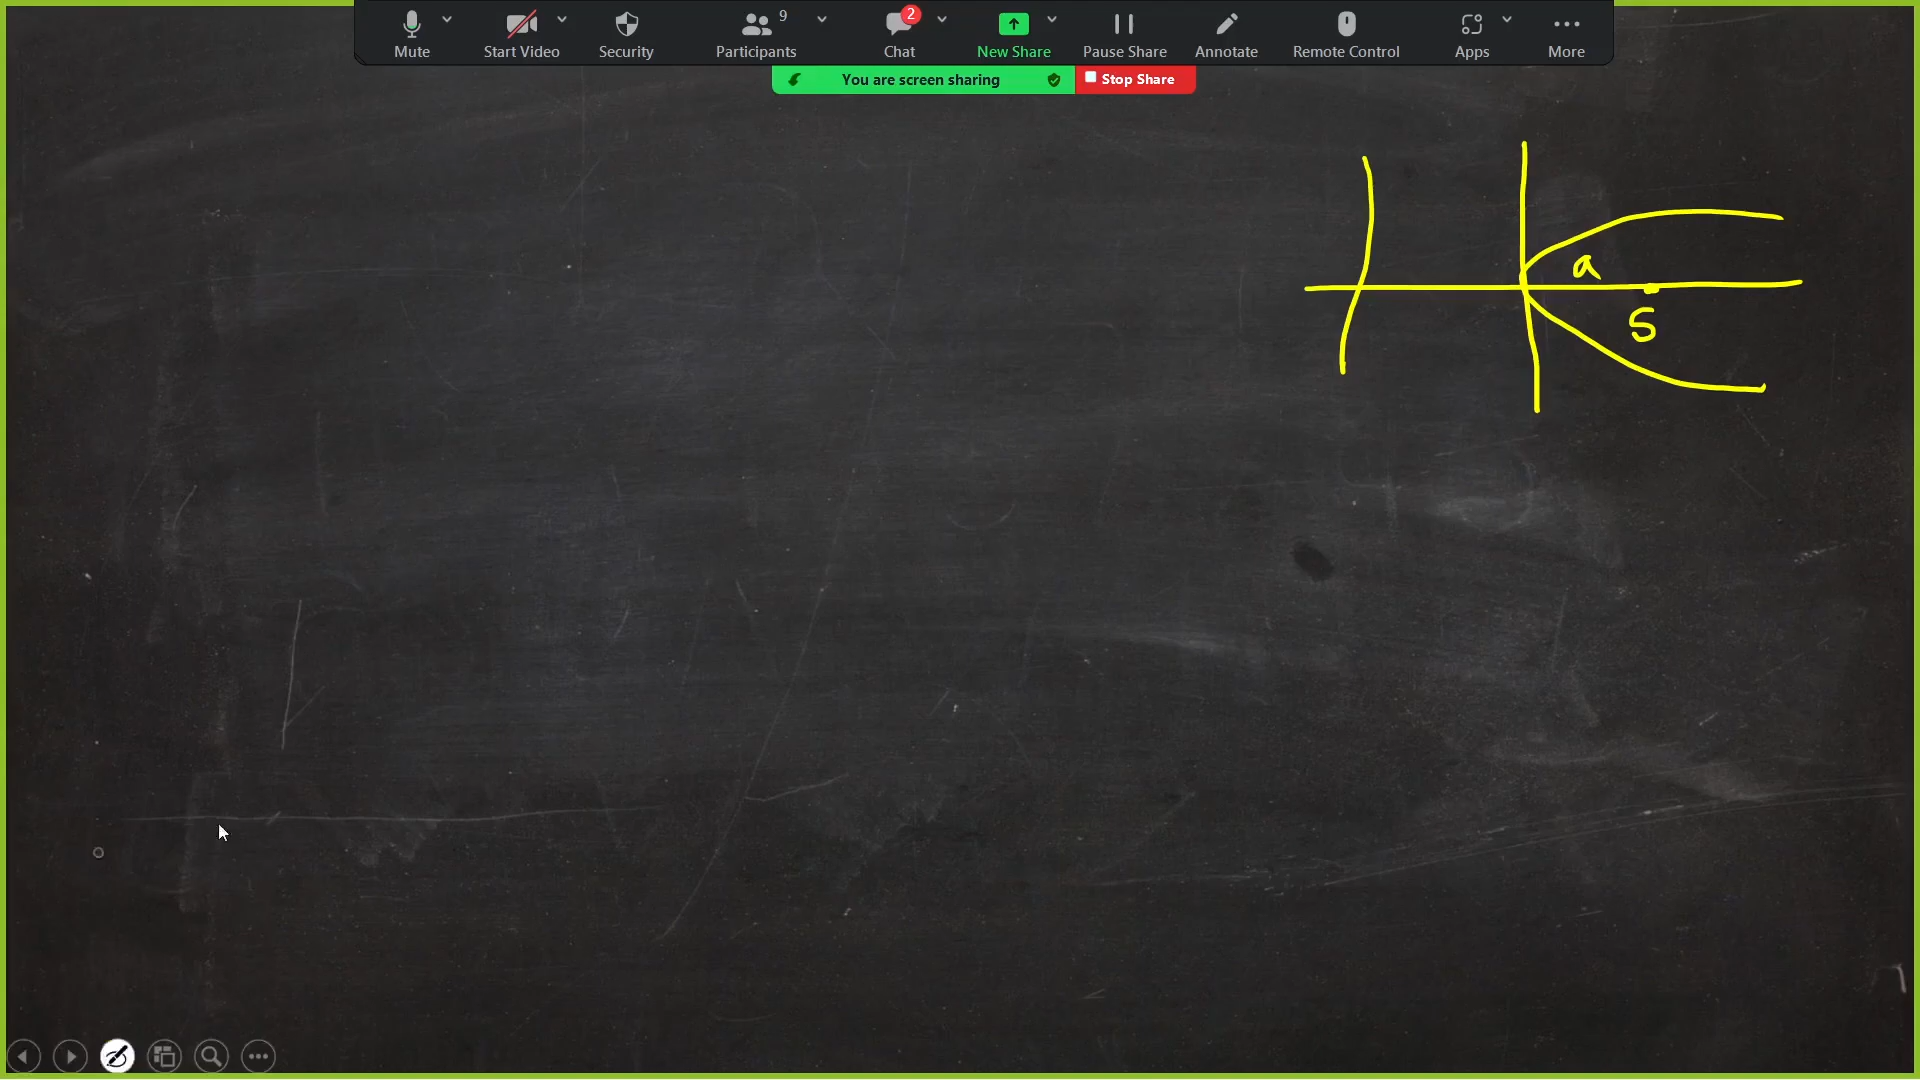 9
2
Mute
Start Video
Security
Participants
Chat
New Share
Pause Share
Annotate
Remote Control
Apps
More
You are screen sharing
Stop Share
a
S